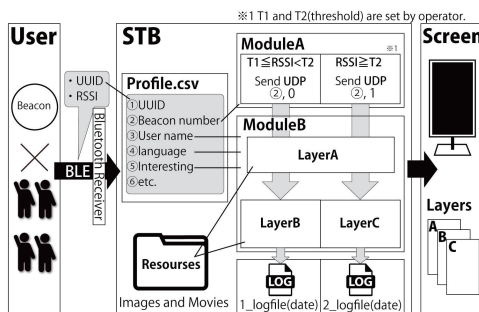 ※1 T1 and T2(threshold) are set by operator.
User
Beacon
・UUID
・RSSI
BLE
Bluetooth Receiver
STB
Profile.csv
①UUID
②Beacon number
③User name
④language
⑤Interesting
⑥etc.
Resourses
Images and Movies
ModuleA
※1
T1≦RSSI<T2
Send UDP
②, 0
RSSI≧T2
Send UDP
②, 1
ModuleB
LayerA
LayerB
LayerC
LOG
LOG
1_logfile(date)
2_logfile(date)
Screen
Layers
A
B
C